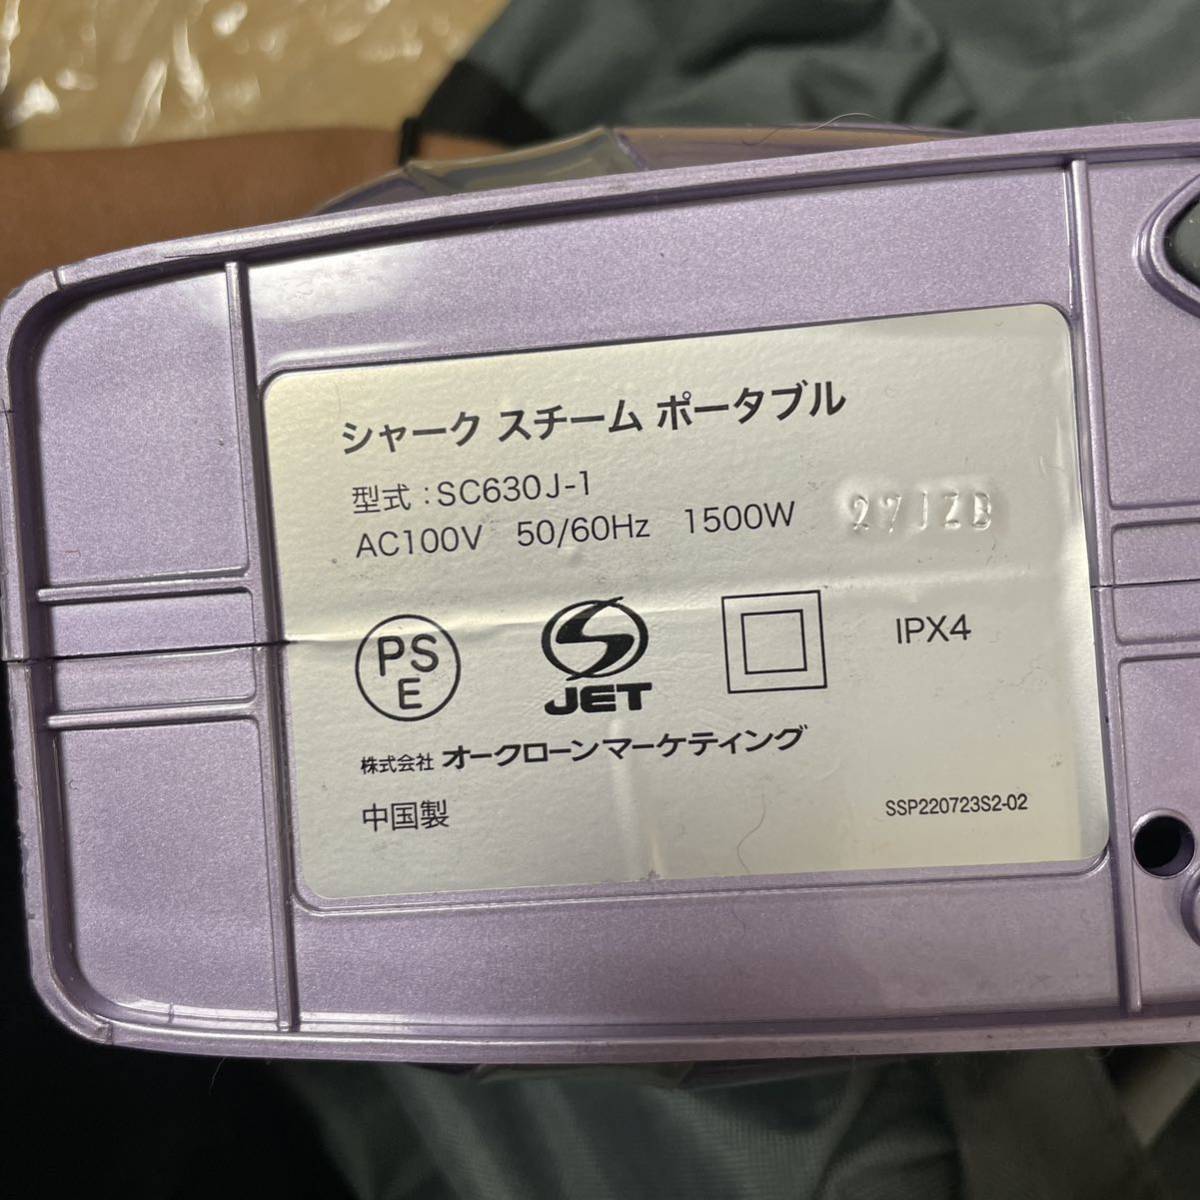 シャーク スチーム ポータブル
型式 : SC630J-1
AC100V 50/60Hz 1500W
PS
E
JET
IPX4
株式会社 オークローンマーケティング
中国製
SSP220723S2-02